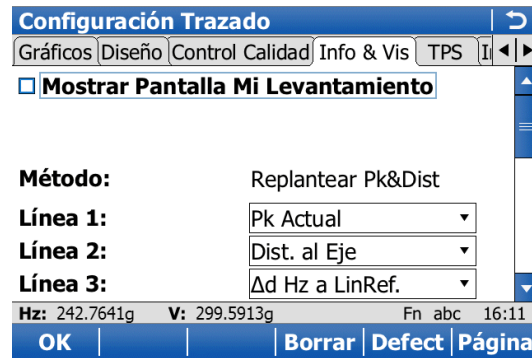 Configuración Trazado
Gráficos Diseño Control Calidad Info & Vis TPS
Mostrar Pantalla Mi Levantamiento
Método: Replantear Pk&Dist
Línea 1: Pk Actual
Línea 2: Dist. al Eje
Línea 3: Δd Hz a LinRef.
Hz: 242.7641g V: 299.5913g Fn abc 16:11
OK Borrar Defect Página